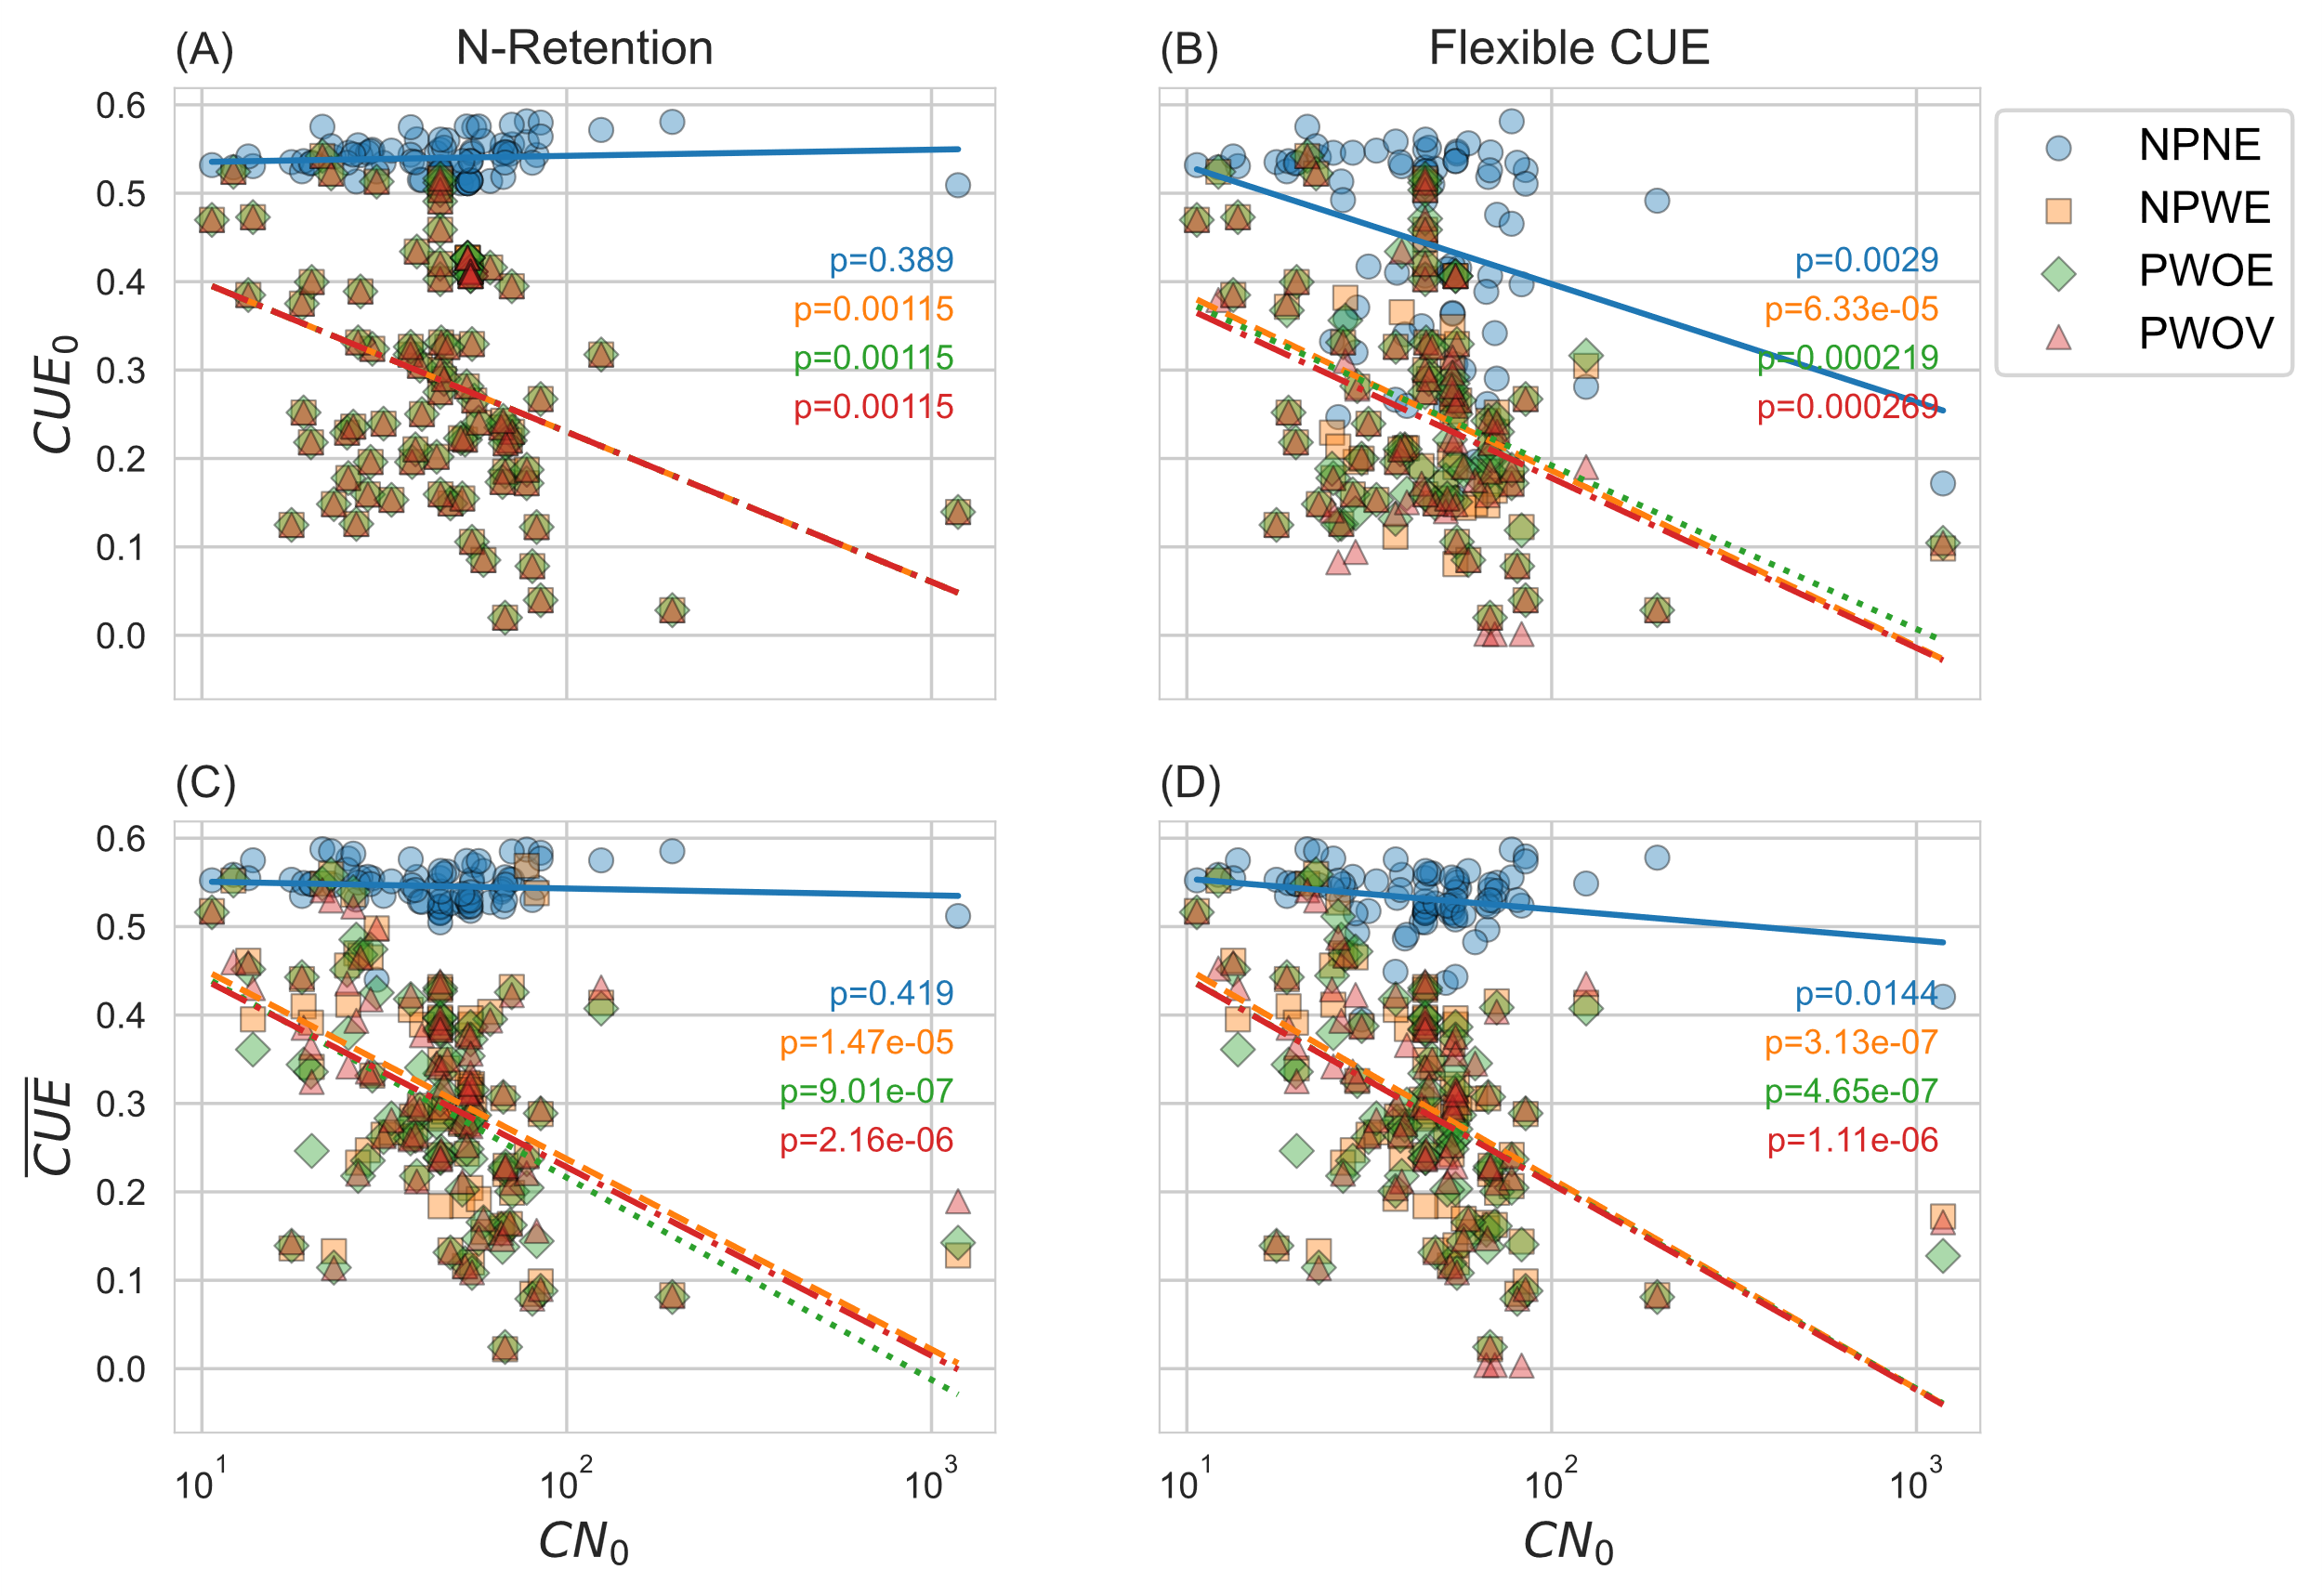 (A) N-Retention
(B) Flexible CUE
0.6
0.5
0.4
0.3
0.2
0.1
0.0
CUE0
p=0.389
p=0.00115
p=0.00115
p=0.00115
p=0.0029
p=6.33e-05
p=0.000219
p=0.000269
NPNE
NPWE
PWOE
PWOV
(C)
(D)
0.6
0.5
0.4
0.3
0.2
0.1
0.0
CUE
p=0.419
p=1.47e-05
p=9.01e-07
p=2.16e-06
p=0.0144
p=3.13e-07
p=4.65e-07
p=1.11e-06
10^1 10^2 10^3
10^1 10^2 10^3
CN0
CN0